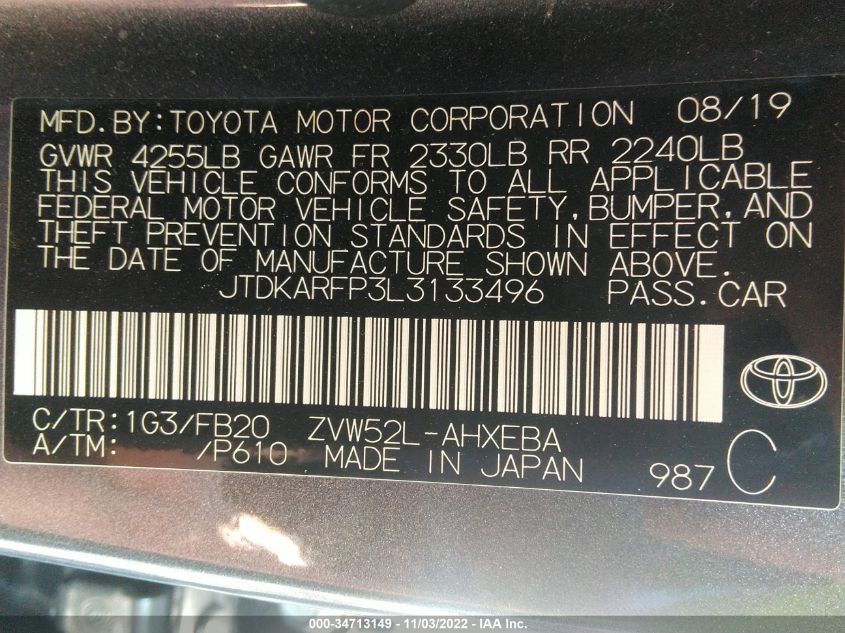 MFD.BY:TOYOTA MOTOR CORPORATION 08/19
GVWR 4255LB GAWR FR 2330LB RR 2240LB
THIS VEHICLE CONFORMS TO ALL APPLICABLE
FEDERAL MOTOR VEHICLE SAFETY,BUMPER,AND
THEFT PREVENTION STANDARDS IN EFFECT ON
THE DATE OF MANUFACTURE SHOWN ABOVE.
JTDKARFP3L3133496 PASS.CAR
C/TR:1G3/FB20 ZVW52L-AHXEBA
A/TM: /P610 MADE IN JAPAN 987 C
000-34713149 - 11/03/2022 - IAA Inc.